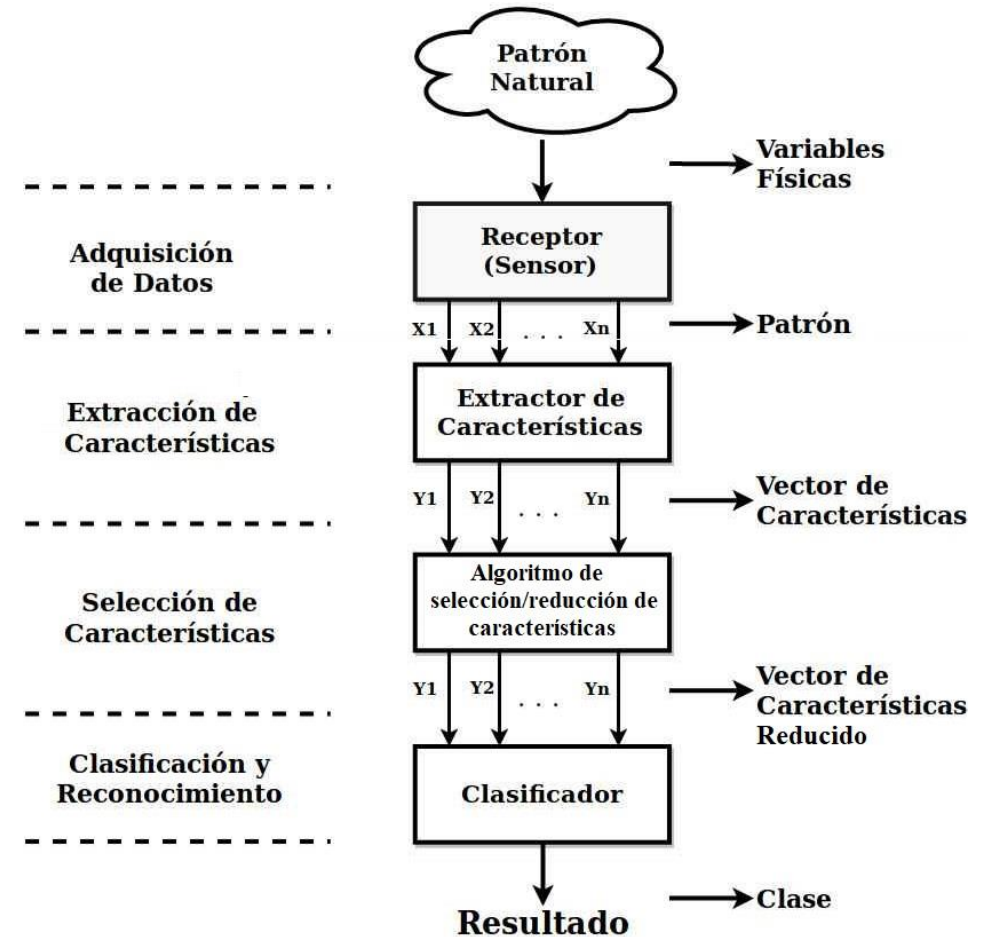 Patrón
Natural
Variables
Físicas
Adquisición
de Datos
Receptor
(Sensor)
X1 X2 . . . Xn
Patrón
Extracción de
Características
Extractor de
Características
Y1 Y2 . . . Yn
Vector de
Características
Selección de
Características
Algoritmo de
selección/reducción de
características
Y1 Y2 . . . Yn
Vector de
Características
Reducido
Clasificación y
Reconocimiento
Clasificador
Clase
Resultado